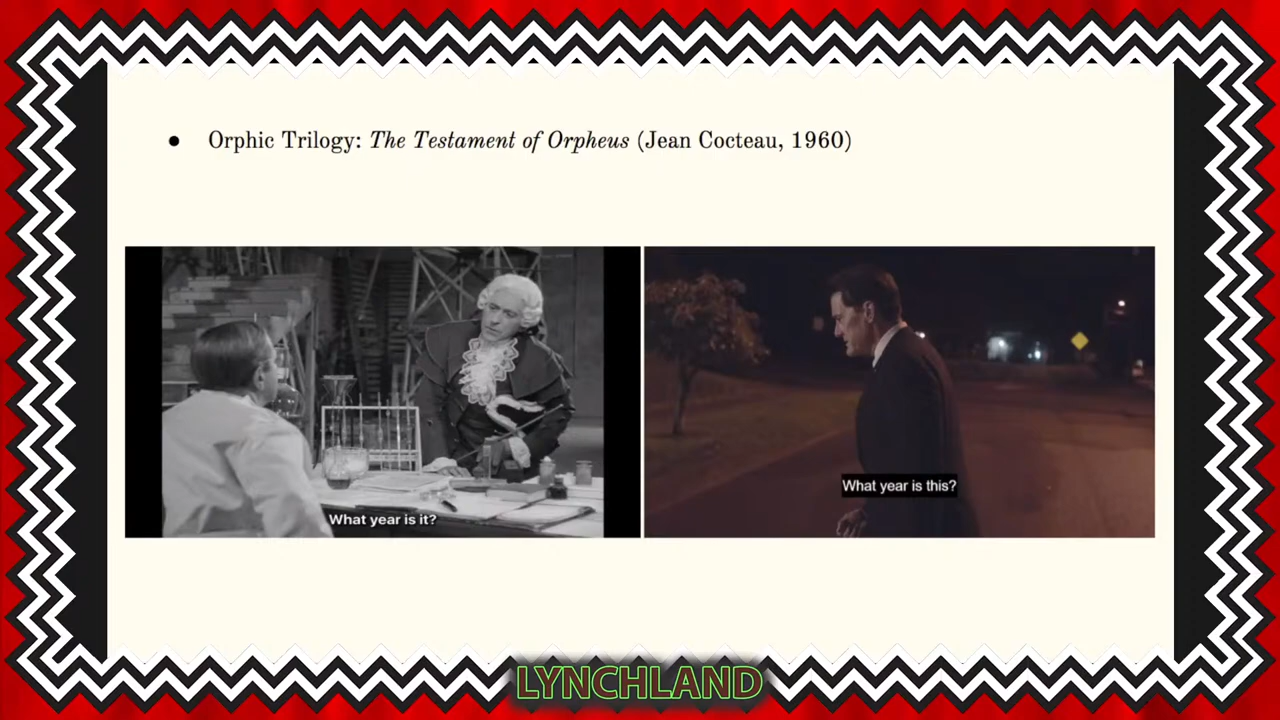 ● Orphic Trilogy: The Testament of Orpheus (Jean Cocteau, 1960)
What year is it?
What year is this?
LYNCHLAND